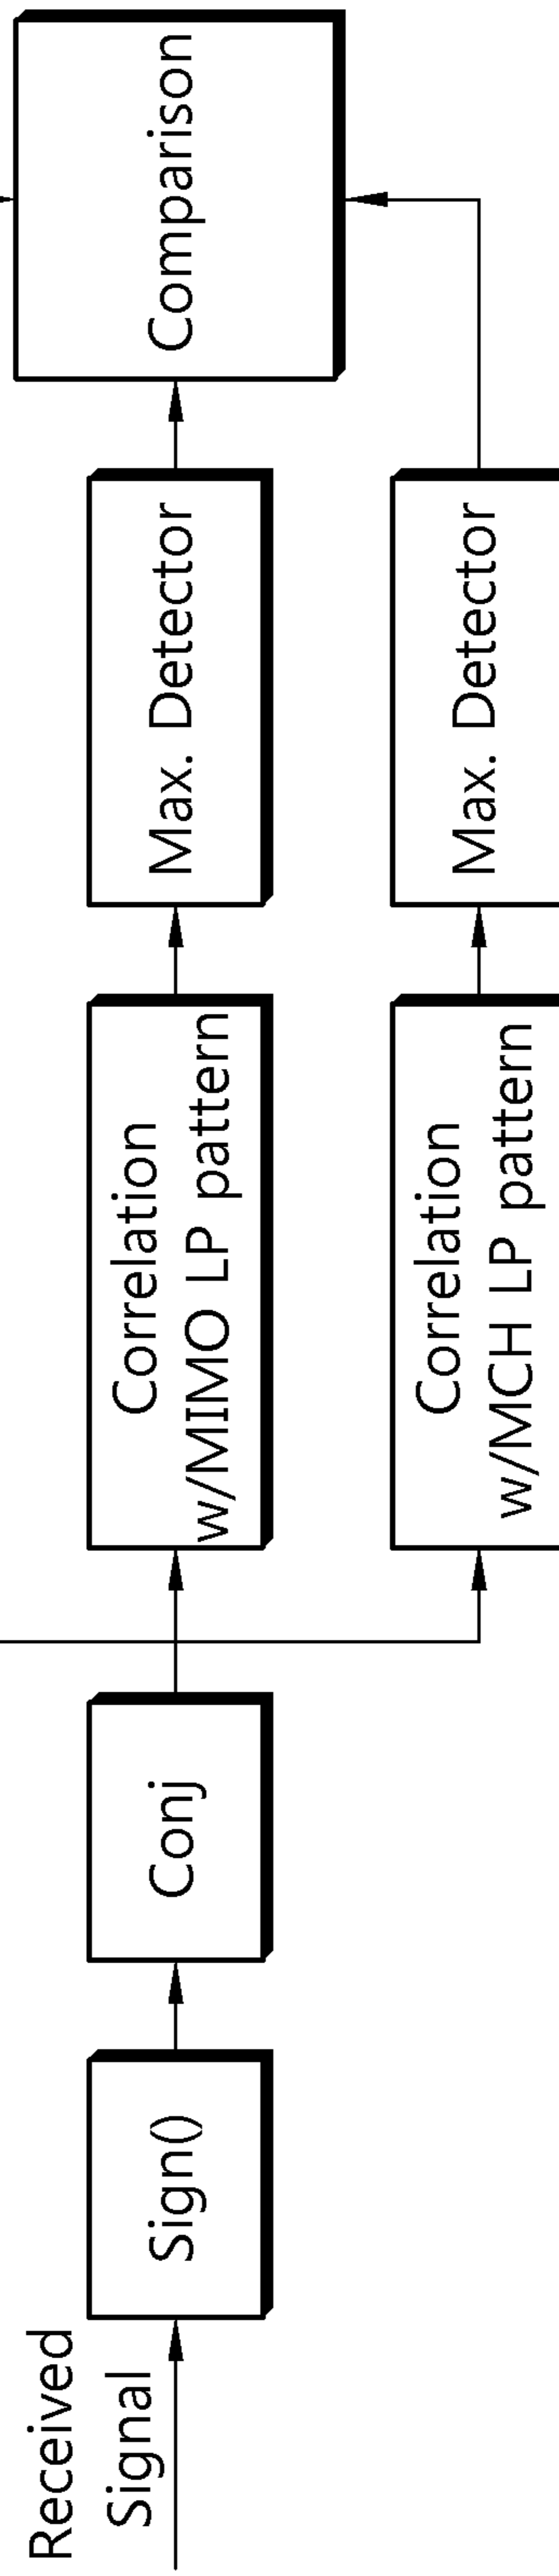 Received
Signal
Sign()
Conj
Correlation
w/MIMO LP pattern
Max. Detector
Comparison
Correlation
w/MCH LP pattern
Max. Detector